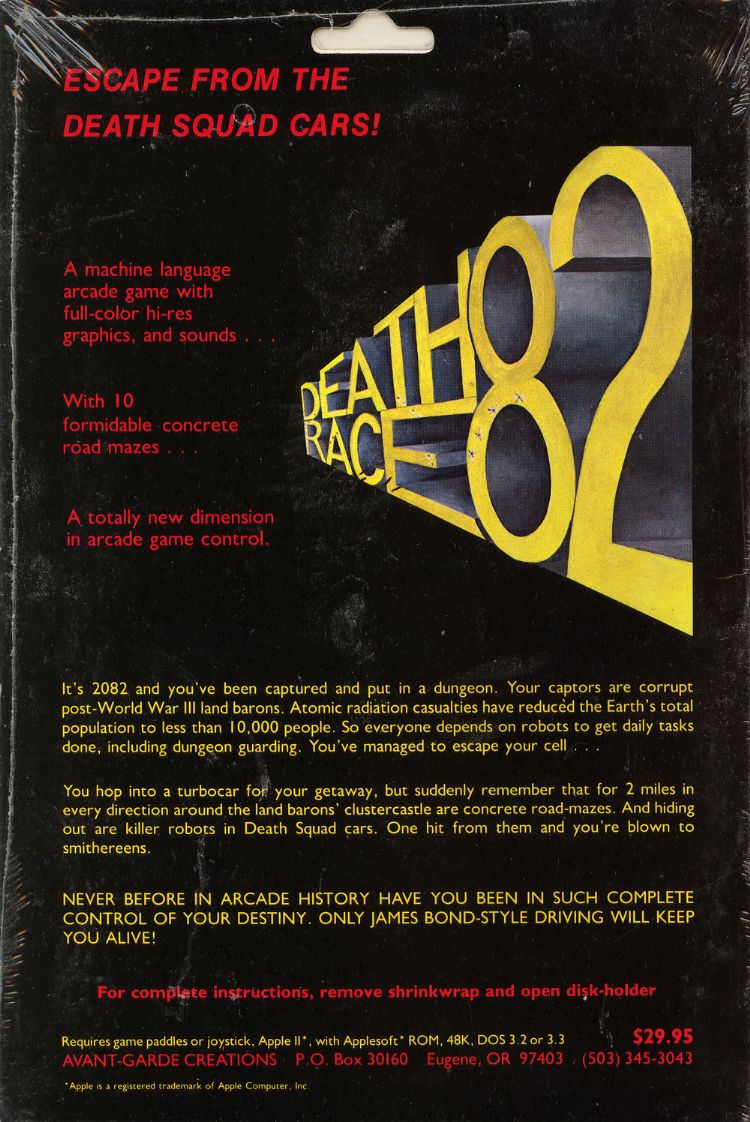 ESCAPE FROM THE
DEATH SQUAD CARS!
A machine language
arcade game with
full-color hi-res
graphics, and sounds . . .
With 10
formidable concrete
road mazes . . .
A totally new dimension
in arcade game control.
DEATH
RACE
82
It's 2082 and you've been captured and put in a dungeon. Your captors are corrupt
post-World War III land barons. Atomic radiation casualties have reduced the Earth's total
population to less than 10,000 people. So everyone depends on robots to get daily tasks
done, including dungeon guarding. You've managed to escape your cell . . .
You hop into a turbocar for your getaway, but suddenly remember that for 2 miles in
every direction around the land barons' clustercastle are concrete road-mazes. And hiding
out are killer robots in Death Squad cars. One hit from them and you're blown to
smithereens.
NEVER BEFORE IN ARCADE HISTORY HAVE YOU BEEN IN SUCH COMPLETE
CONTROL OF YOUR DESTINY. ONLY JAMES BOND-STYLE DRIVING WILL KEEP
YOU ALIVE!
For complete instructions, remove shrinkwrap and open disk-holder
Requires game paddles or joystick, Apple II*, with Applesoft* ROM, 48K, DOS 3.2 or 3.3 $29.95
AVANT-GARDE CREATIONS P.O. Box 30160 Eugene, OR 97403 (503) 345-3043
*Apple is a registered trademark of Apple Computer, Inc.